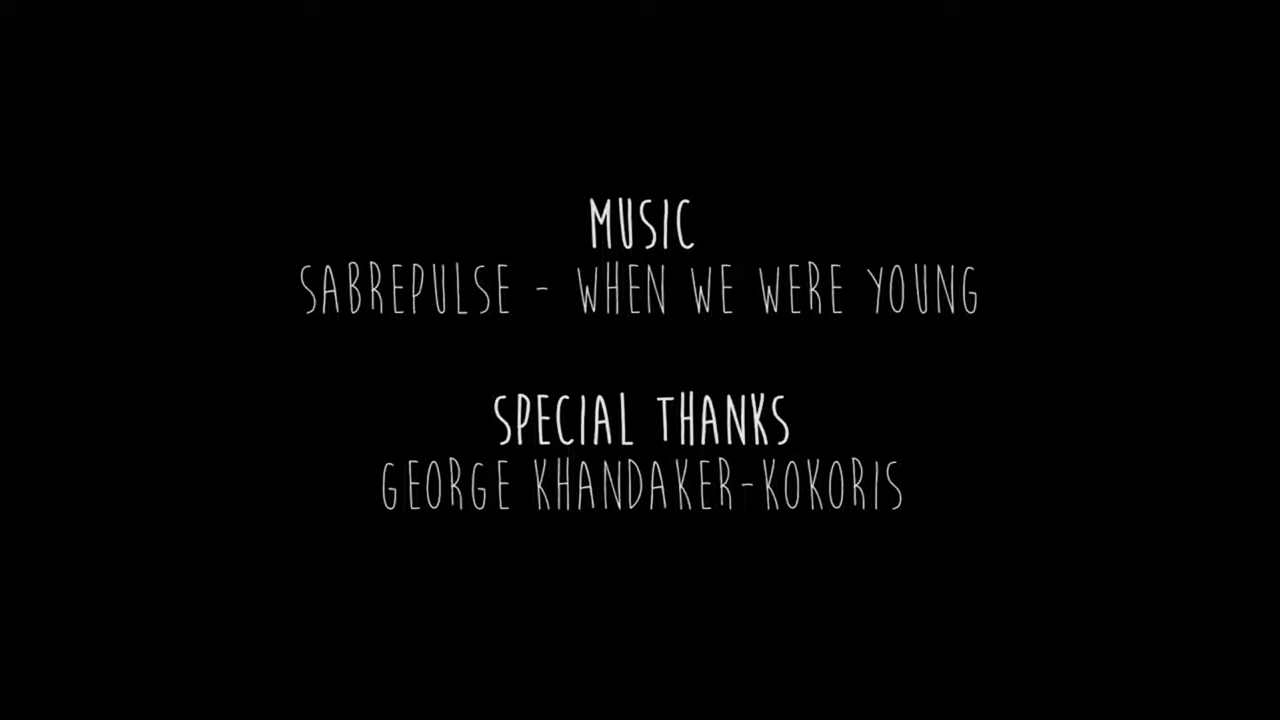 MUSIC
SABREPULSE - WHEN WE WERE YOUNG
SPECIAL THANKS
GEORGE KHANDAKER-KOKORIS